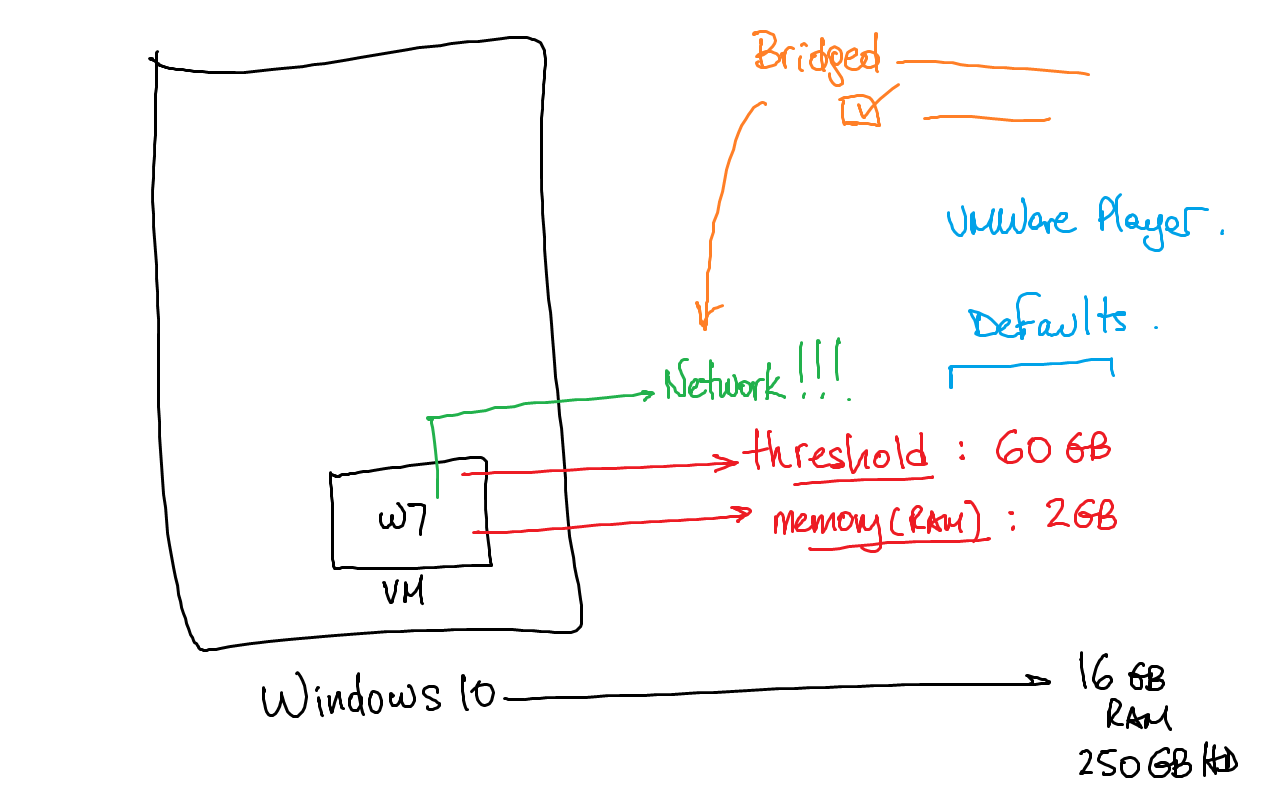 Bridged
VMWare Player.
Defaults.
Network!!!
threshold : 60 GB
memory(RAM) : 2GB
W7
VM
Windows 10
16 GB
RAM
250 GB HD